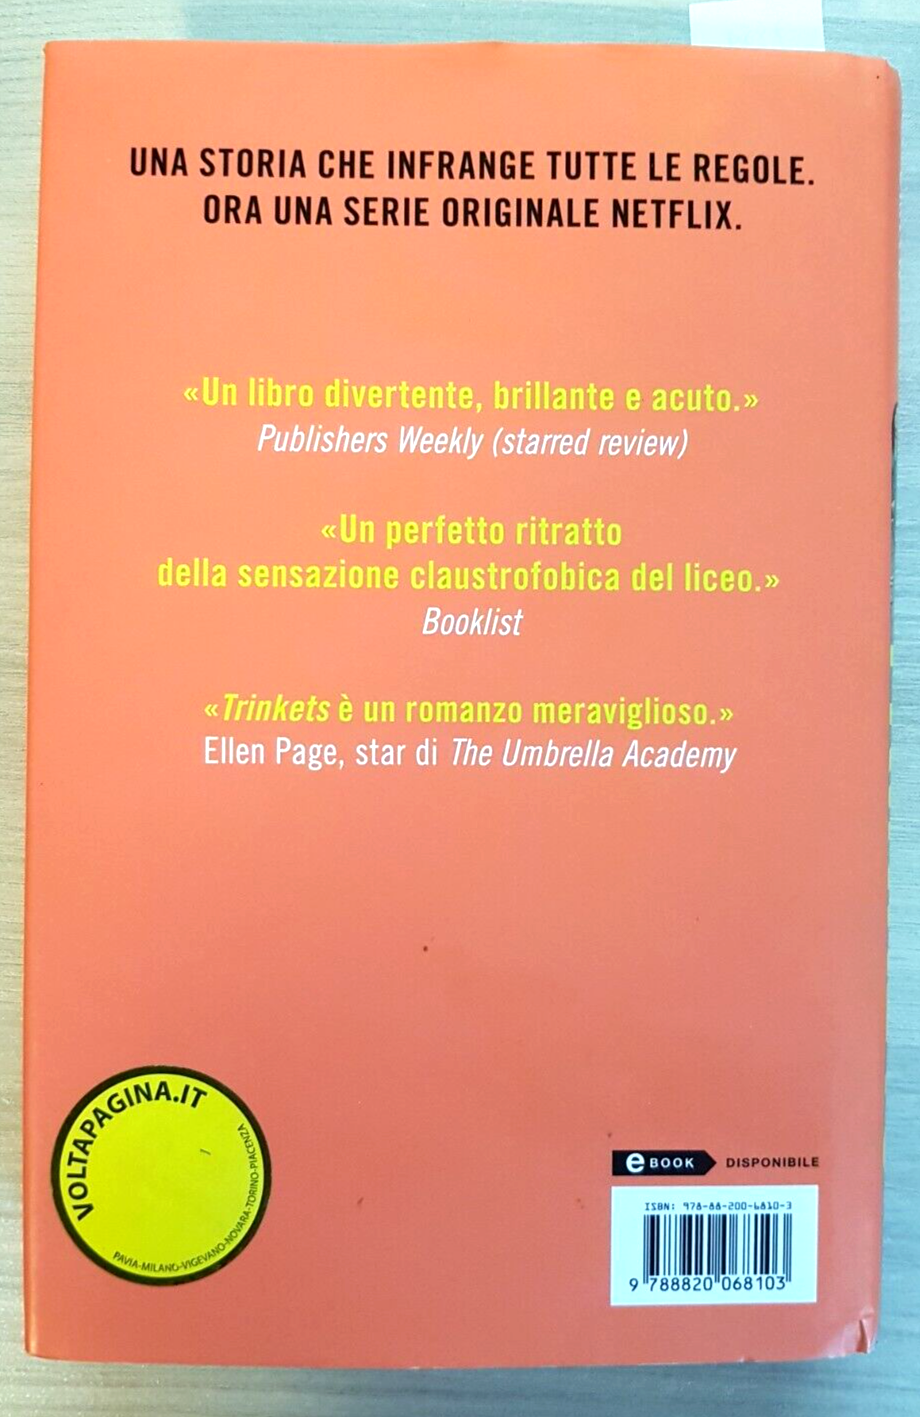 UNA STORIA CHE INFRANGE TUTTE LE REGOLE.
ORA UNA SERIE ORIGINALE NETFLIX.
«Un libro divertente, brillante e acuto.»
Publishers Weekly (starred review)
«Un perfetto ritratto
della sensazione claustrofobica del liceo.»
Booklist
«Trinkets è un romanzo meraviglioso.»
Ellen Page, star di The Umbrella Academy
VOLTAPAGINA.IT
PAVIA-MILANO-VIGEVANO-NOVARA-TORINO-PIACENZA
eBOOK DISPONIBILE
ISBN: 978-88-200-6810-3
9 788820 068103